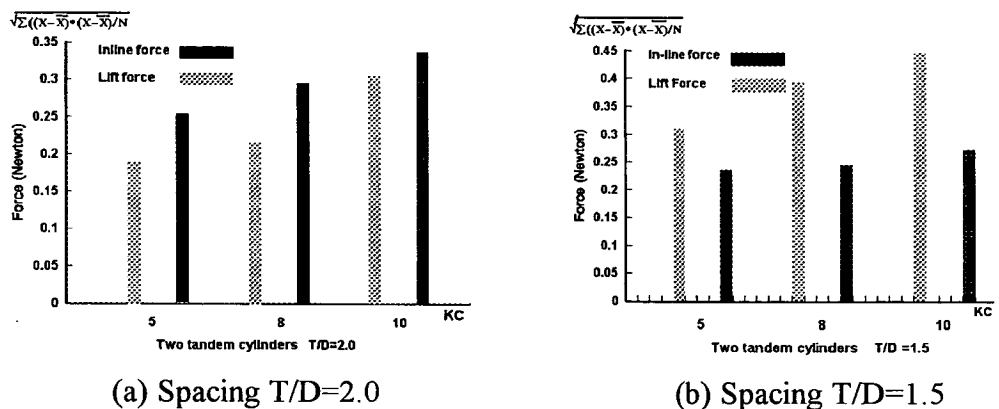 √Σ((X-X̅)*(X-X̅)/N
0.35
0.3
0.25
0.2
0.15
0.1
0.05
0
Force (Newton)
Inline force
Lift force
5 8 10 KC
Two tandem cylinders T/D=2.0
(a) Spacing T/D=2.0
√Σ((X-X̅)*(X-X̅)/N
0.45
0.4
0.35
0.3
0.25
0.2
0.15
0.1
0.05
0
Force (Newton)
In-line force
Lift Force
5 8 10 KC
Two tandem cylinders T/D =1.5
(b) Spacing T/D=1.5